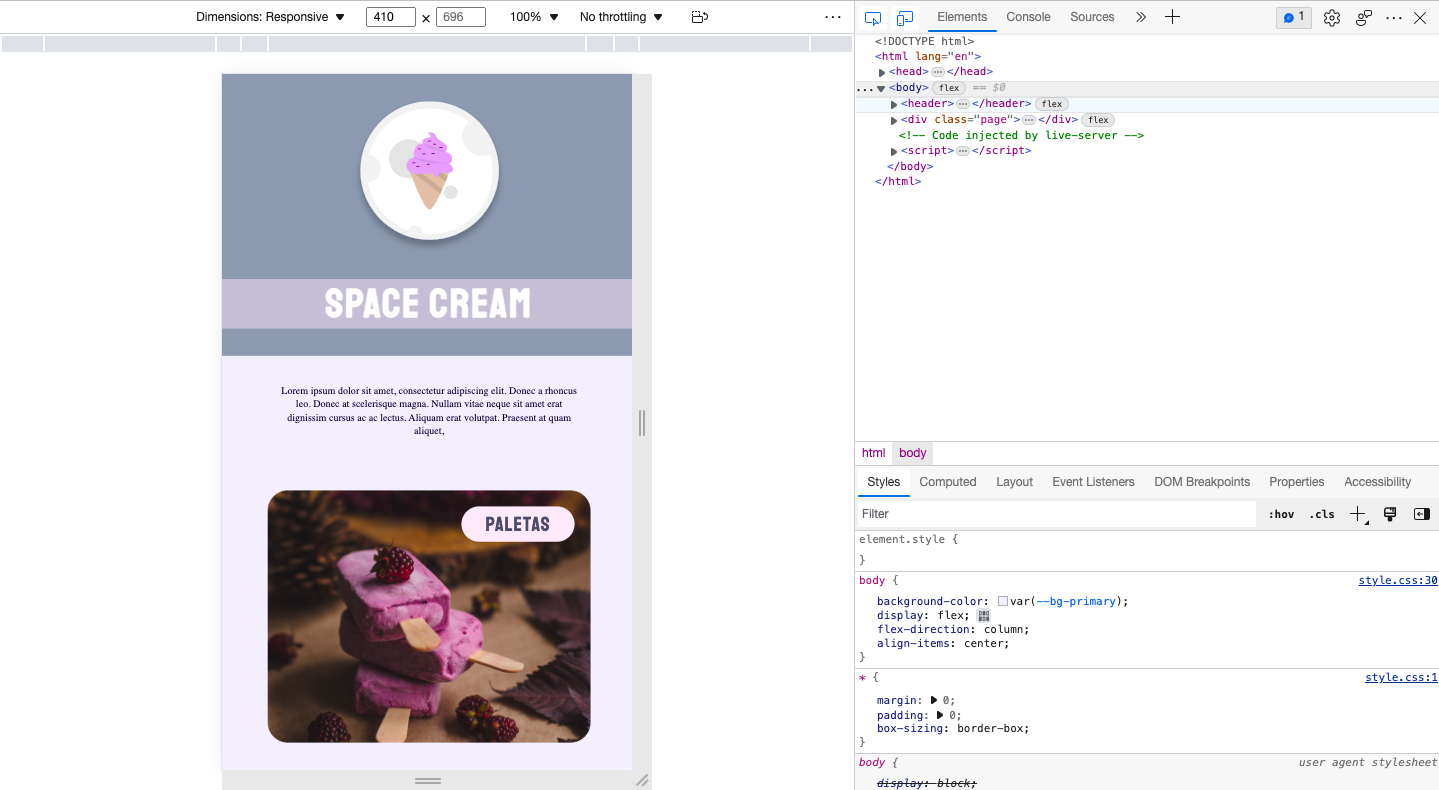 Dimensions: Responsive ▼ 410 × 696 100% ▼ No throttling ▼ ...
Elements Console Sources » + 1
<!DOCTYPE html>
<html lang="en">
▶ <head> ··· </head>
... ▼ <body> flex == $0
▶ <header> ··· </header> flex
▶ <div class="page"> ··· </div> flex
<!-- Code injected by live-server -->
▶ <script> ··· </script>
</body>
</html>
SPACE CREAM
Lorem ipsum dolor sit amet, consectetur adipiscing elit. Donec a rhoncus
leo. Donec at scelerisque magna. Nullam vitae neque sit amet erat
dignissim cursus ac ac lectus. Aliquam erat volutpat. Praesent at quam
aliquet,
PALETAS
html body
Styles Computed Layout Event Listeners DOM Breakpoints Properties Accessibility
Filter :hov .cls
element.style {
}
body { style.css:30
background-color: var(--bg-primary);
display: flex;
flex-direction: column;
align-items: center;
}
* { style.css:1
margin: ▶ 0;
padding: ▶ 0;
box-sizing: border-box;
}
body { user agent stylesheet
display: block;